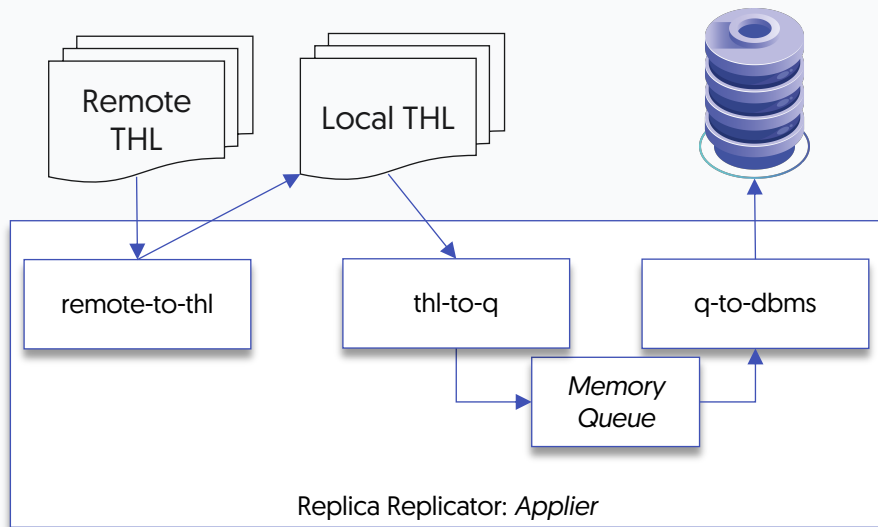 Remote
THL
Local THL
remote-to-thl
thl-to-q
q-to-dbms
Memory
Queue
Replica Replicator: Applier